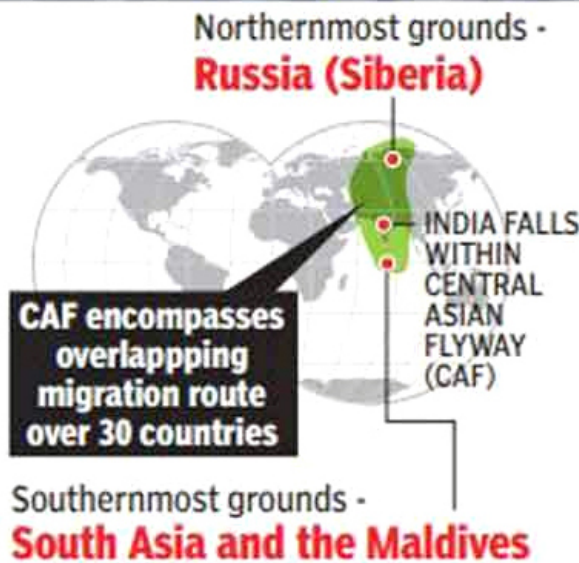 Northernmost grounds -
Russia (Siberia)
INDIA FALLS
WITHIN
CENTRAL
ASIAN
FLYWAY
(CAF)
CAF encompasses
overlappping
migration route
over 30 countries
Southernmost grounds -
South Asia and the Maldives